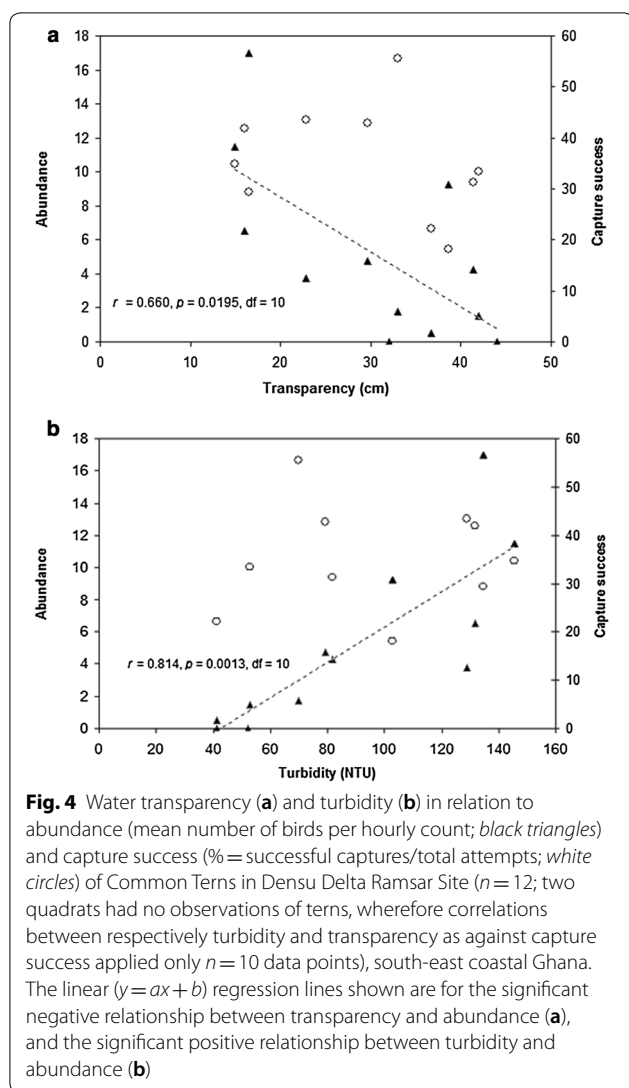 a
18
16
14
12
10
8
6
4
2
0
Abundance
60
50
40
30
20
10
0
Capture success
r = 0.660, p = 0.0195, df = 10
0 10 20 30 40 50
Transparency (cm)
b
18
16
14
12
10
8
6
4
2
0
Abundance
60
50
40
30
20
10
0
Capture success
r = 0.814, p = 0.0013, df = 10
0 20 40 60 80 100 120 140 160
Turbidity (NTU)
Fig. 4 Water transparency (a) and turbidity (b) in relation to
abundance (mean number of birds per hourly count; black triangles)
and capture success (% = successful captures/total attempts; white
circles) of Common Terns in Densu Delta Ramsar Site (n = 12; two
quadrats had no observations of terns, wherefore correlations
between respectively turbidity and transparency as against capture
success applied only n = 10 data points), south-east coastal Ghana.
The linear (y = ax + b) regression lines shown are for the significant
negative relationship between transparency and abundance (a),
and the significant positive relationship between turbidity and
abundance (b)